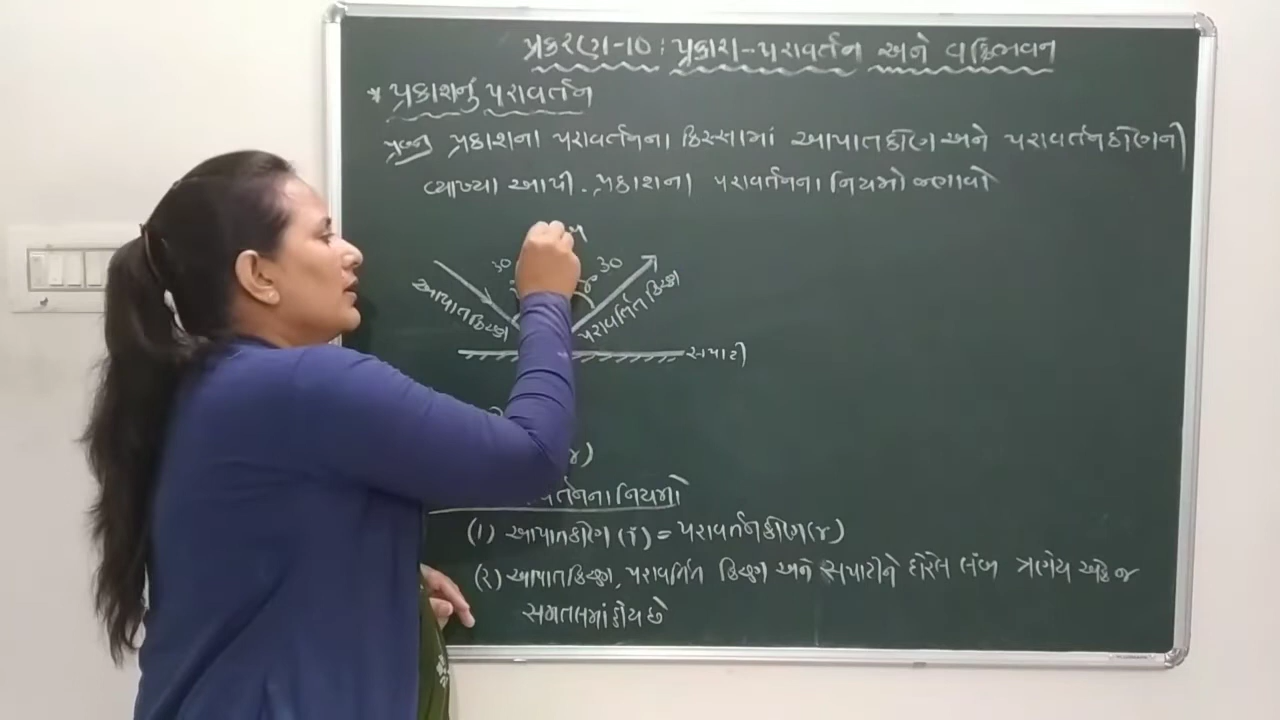 પ્રકરણ-10 : પ્રકાશ-પરાવર્તન અને વક્રિભવન
* પ્રકાશનું પરાવર્તન
પ્રશ્ન પ્રકાશના પરાવર્તનના કિસ્સામાં આપાતકોણ અને પરાવર્તનકોણની
વ્યાખ્યા આપી. પ્રકાશના પરાવર્તનના નિયમો જણાવો
30 30
r
આપાતકિરણ
પરાવર્તિત કિરણ
સપાટી
r)
નિયમો
(1) આપાતકોણ (i) = પરાવર્તનકોણ (r)
(૨) આપાતકિરણ, પરાવર્તિત કિરણ અને સપાટીને દોરેલ લંબ ત્રણેય એક જ
સમતલમાં હોય છે